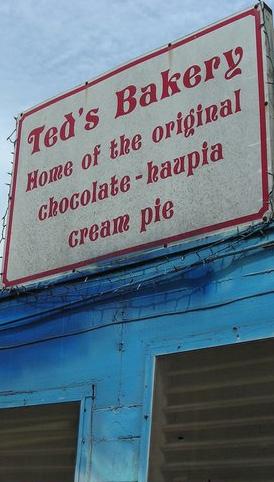 Ted's Bakery
Home of the original
chocolate-haupia
cream pie